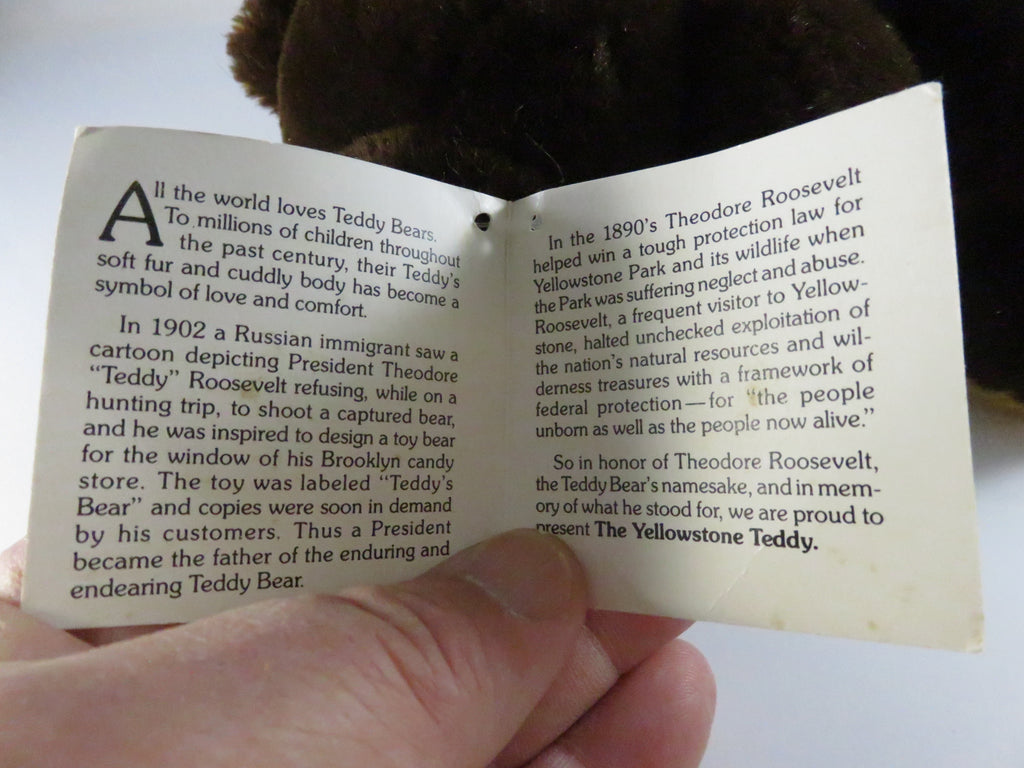 All the world loves Teddy Bears.
To millions of children throughout
the past century, their Teddy's
soft fur and cuddly body has become a
symbol of love and comfort.
In 1902 a Russian immigrant saw a
cartoon depicting President Theodore
"Teddy" Roosevelt refusing, while on a
hunting trip, to shoot a captured bear,
and he was inspired to design a toy bear
for the window of his Brooklyn candy
store. The toy was labeled "Teddy's
Bear" and copies were soon in demand
by his customers. Thus a President
became the father of the enduring and
endearing Teddy Bear.
In the 1890's Theodore Roosevelt
helped win a tough protection law for
Yellowstone Park and its wildlife when
the Park was suffering neglect and abuse.
Roosevelt, a frequent visitor to Yellow-
stone, halted unchecked exploitation of
the nation's natural resources and wil-
derness treasures with a framework of
federal protection—for "the people
unborn as well as the people now alive."
So in honor of Theodore Roosevelt,
the Teddy Bear's namesake, and in mem-
ory of what he stood for, we are proud to
present The Yellowstone Teddy.